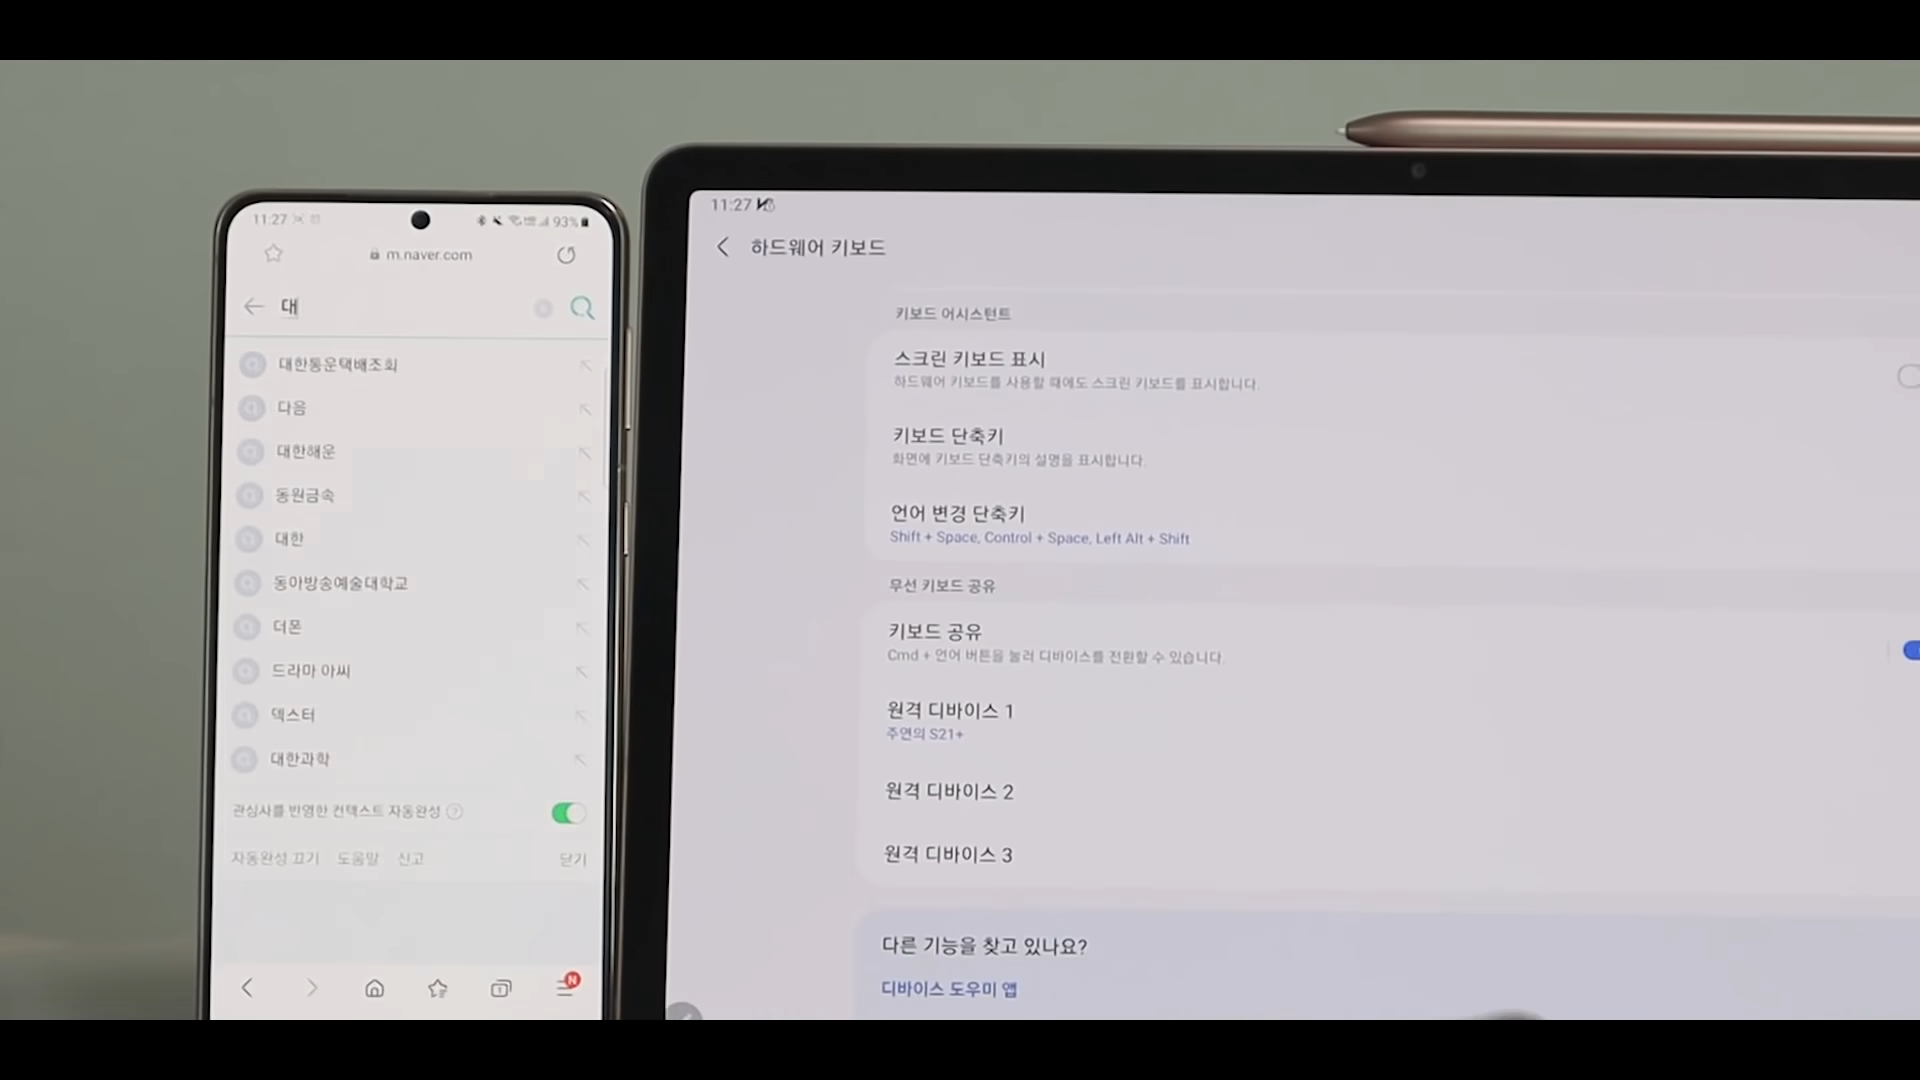 11:27
93%
m.naver.com
대
대한통운택배조회
다음
대한해운
동원금속
대한
동아방송예술대학교
더폰
드라마 아씨
덱스터
대한과학
관심사를 반영한 컨텍스트 자동완성
자동완성 끄기 도움말 신고 닫기
N
11:27
하드웨어 키보드
키보드 어시스턴트
스크린 키보드 표시
하드웨어 키보드를 사용할 때에도 스크린 키보드를 표시합니다.
키보드 단축키
화면에 키보드 단축키의 설명을 표시합니다.
언어 변경 단축키
Shift + Space, Control + Space, Left Alt + Shift
무선 키보드 공유
키보드 공유
Cmd + 언어 버튼을 눌러 디바이스를 전환할 수 있습니다.
원격 디바이스 1
주연의 S21+
원격 디바이스 2
원격 디바이스 3
다른 기능을 찾고 있나요?
디바이스 도우미 앱